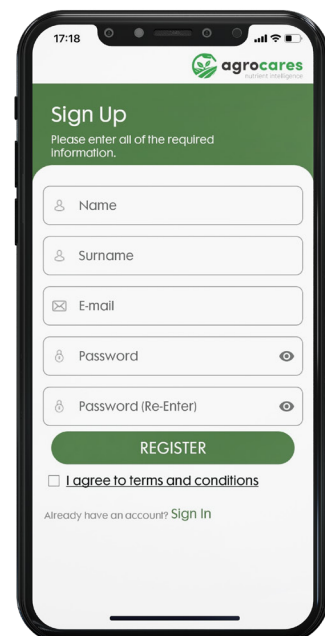 17:18
agrocares
nutrient intelligence
Sign Up
Please enter all of the required
information.
Name
Surname
E-mail
Password
Password (Re-Enter)
REGISTER
I agree to terms and conditions
Already have an account? Sign In